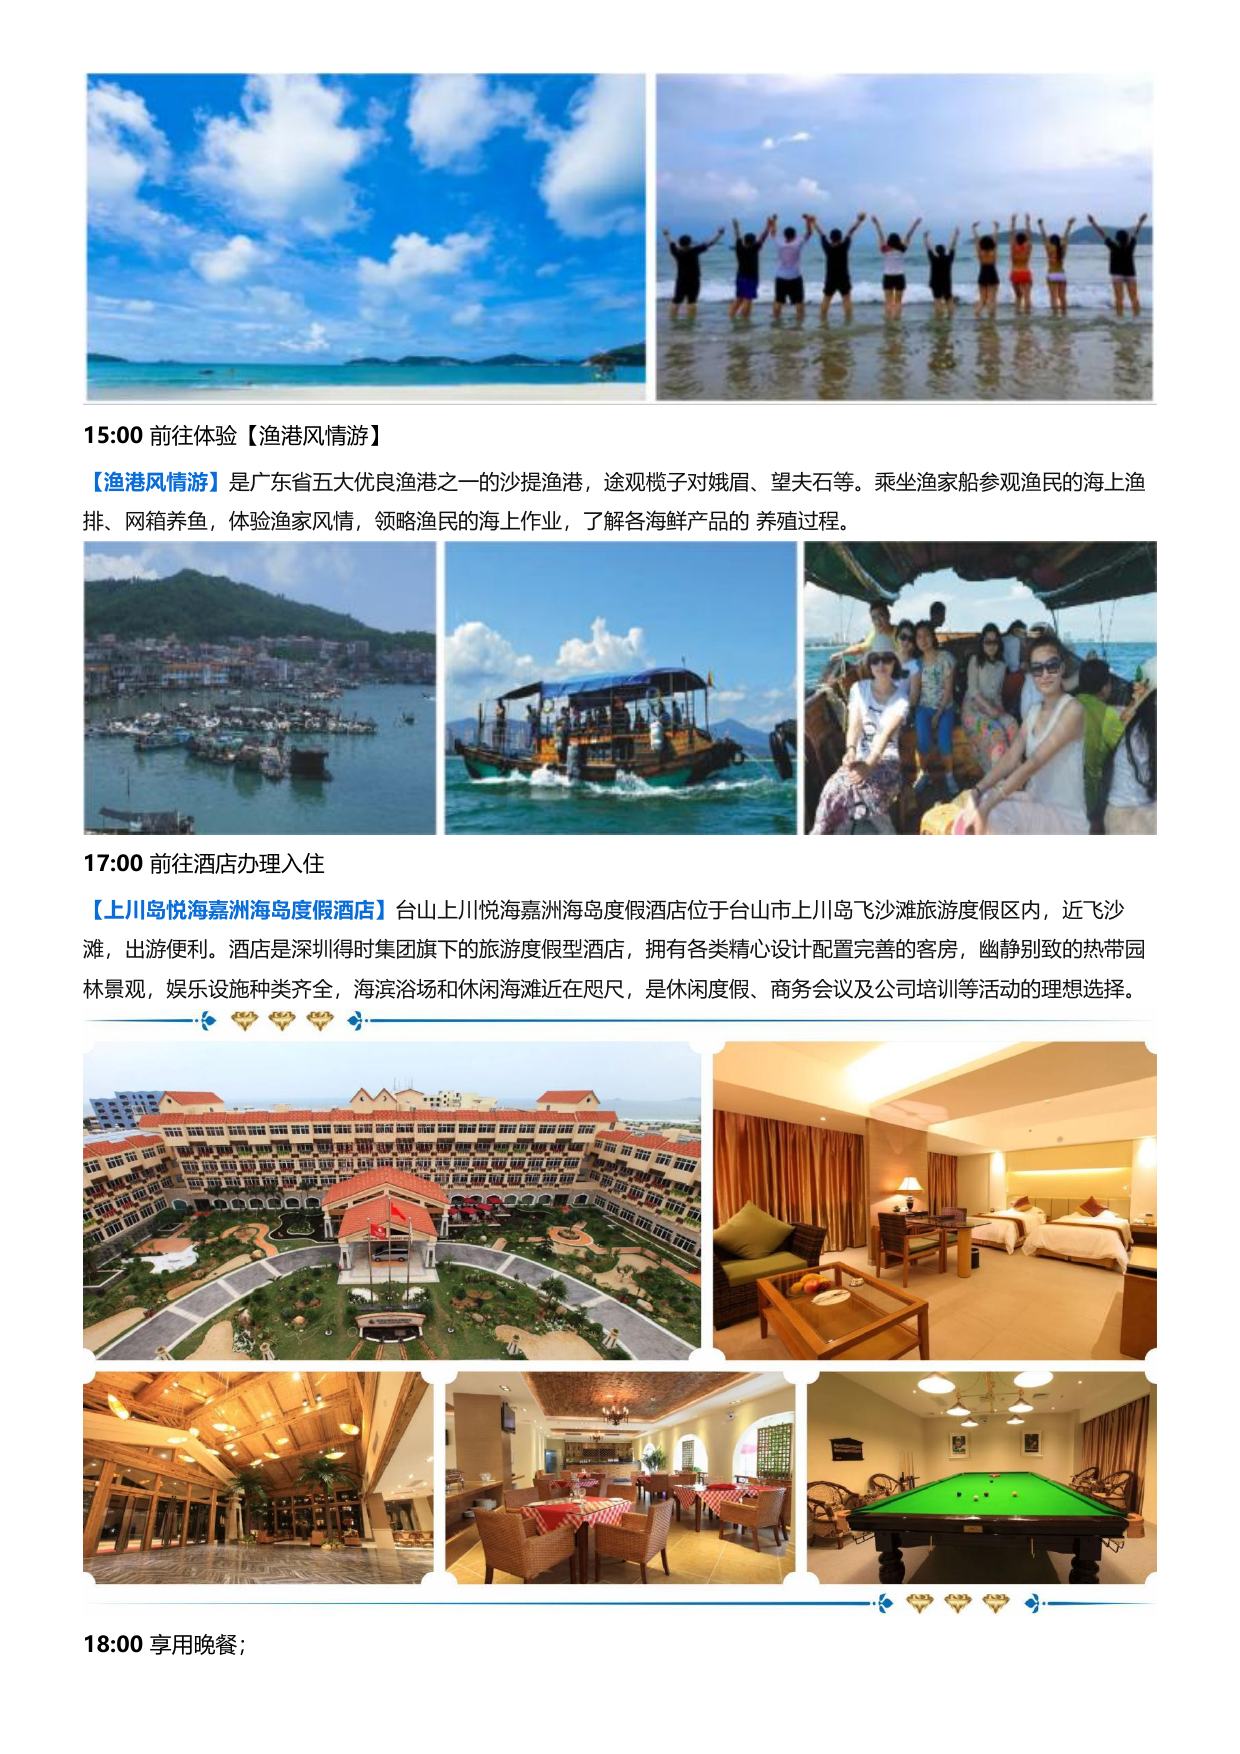 15:00 前往体验【渔港风情游】
【渔港风情游】是广东省五大优良渔港之一的沙提渔港，途观榄子对娥眉、望夫石等。乘坐渔家船参观渔民的海上渔
排、网箱养鱼，体验渔家风情，领略渔民的海上作业，了解各海鲜产品的 养殖过程。
17:00 前往酒店办理入住
【上川岛悦海嘉洲海岛度假酒店】台山上川悦海嘉洲海岛度假酒店位于台山市上川岛飞沙滩旅游度假区内，近飞沙
滩，出游便利。酒店是深圳得时集团旗下的旅游度假型酒店，拥有各类精心设计配置完善的客房，幽静别致的热带园
林景观，娱乐设施种类齐全，海滨浴场和休闲海滩近在咫尺，是休闲度假、商务会议及公司培训等活动的理想选择。
18:00 享用晚餐；